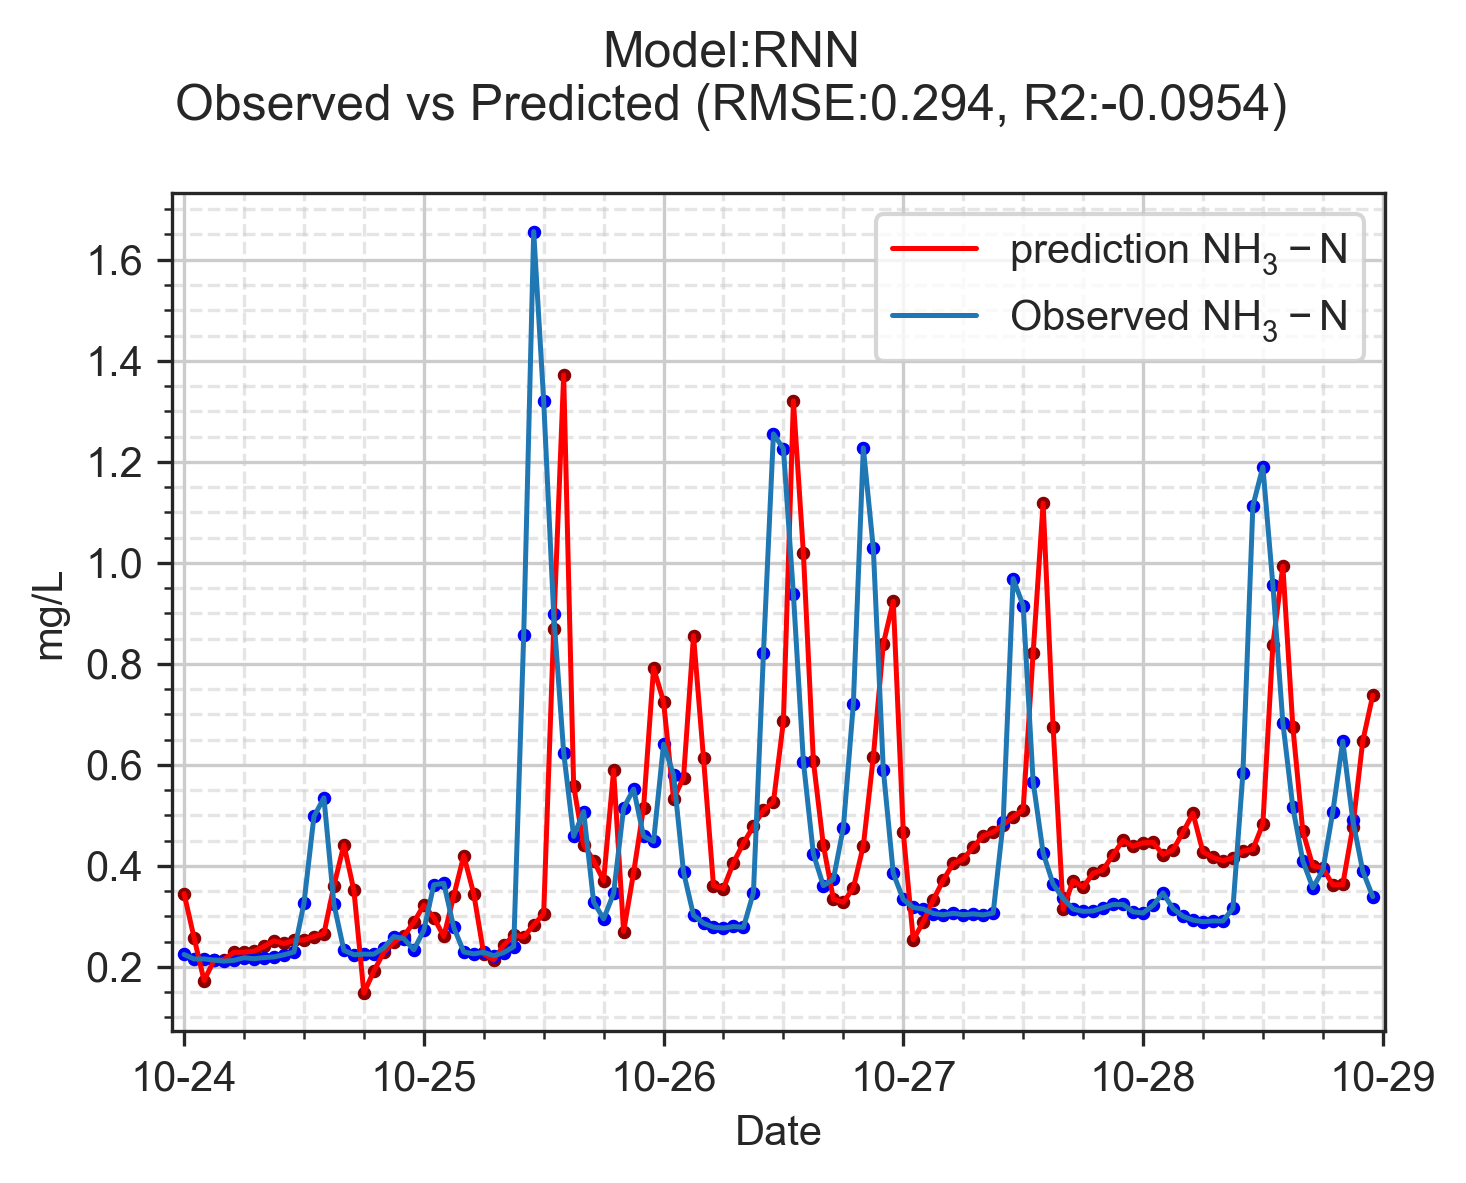 Model:RNN
Observed vs Predicted (RMSE:0.294, R2:-0.0954)
prediction NH₃ − N
Observed NH₃ − N
1.6
1.4
1.2
1.0
0.8
0.6
0.4
0.2
mg/L
10-24 10-25 10-26 10-27 10-28 10-29
Date